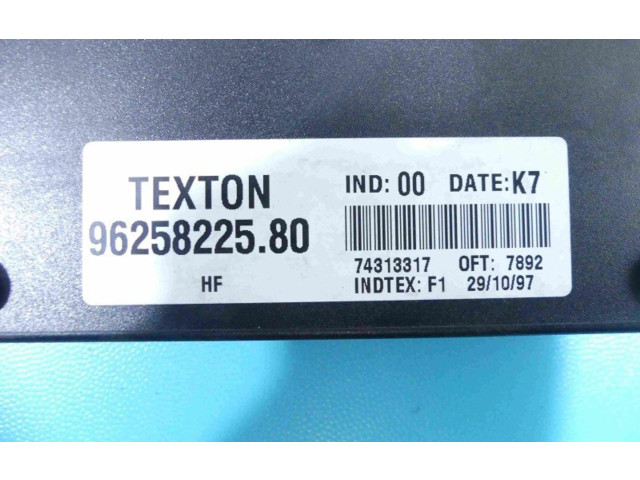 TEXTON
96258225.80
HF
IND: 00 DATE: K7
74313317 OFT: 7892
INDTEX: F1 29/10/97